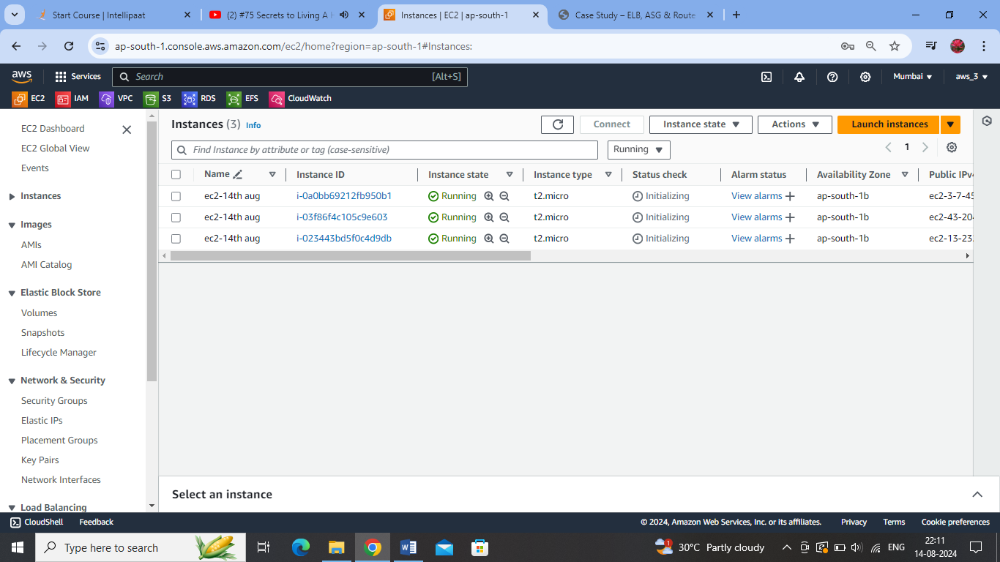 Start Course | Intellipaat
(2) #75 Secrets to Living A H
Instances | EC2 | ap-south-1
Case Study – ELB, ASG & Route
ap-south-1.console.aws.amazon.com/ec2/home?region=ap-south-1#Instances:
aws
Services
Search
[Alt+S]
Mumbai
aws_3
EC2
IAM
VPC
S3
RDS
EFS
CloudWatch
EC2 Dashboard
EC2 Global View
Events
Instances
Images
AMIs
AMI Catalog
Elastic Block Store
Volumes
Snapshots
Lifecycle Manager
Network & Security
Security Groups
Elastic IPs
Placement Groups
Key Pairs
Network Interfaces
Load Balancing
Instances (3) Info
Connect
Instance state
Actions
Launch instances
Find Instance by attribute or tag (case-sensitive)
Running
1
Name Instance ID Instance state Instance type Status check Alarm status Availability Zone Public IPv4
ec2-14th aug i-0a0bb69212fb950b1 Running t2.micro Initializing View alarms + ap-south-1b ec2-3-7-45
ec2-14th aug i-03f86f4c105c9e603 Running t2.micro Initializing View alarms + ap-south-1b ec2-43-204
ec2-14th aug i-023443bd5f0c4d9db Running t2.micro Initializing View alarms + ap-south-1b ec2-13-23
Select an instance
CloudShell
Feedback
© 2024, Amazon Web Services, Inc. or its affiliates.
Privacy
Terms
Cookie preferences
Type here to search
1
30°C Partly cloudy
ENG
22:11
14-08-2024